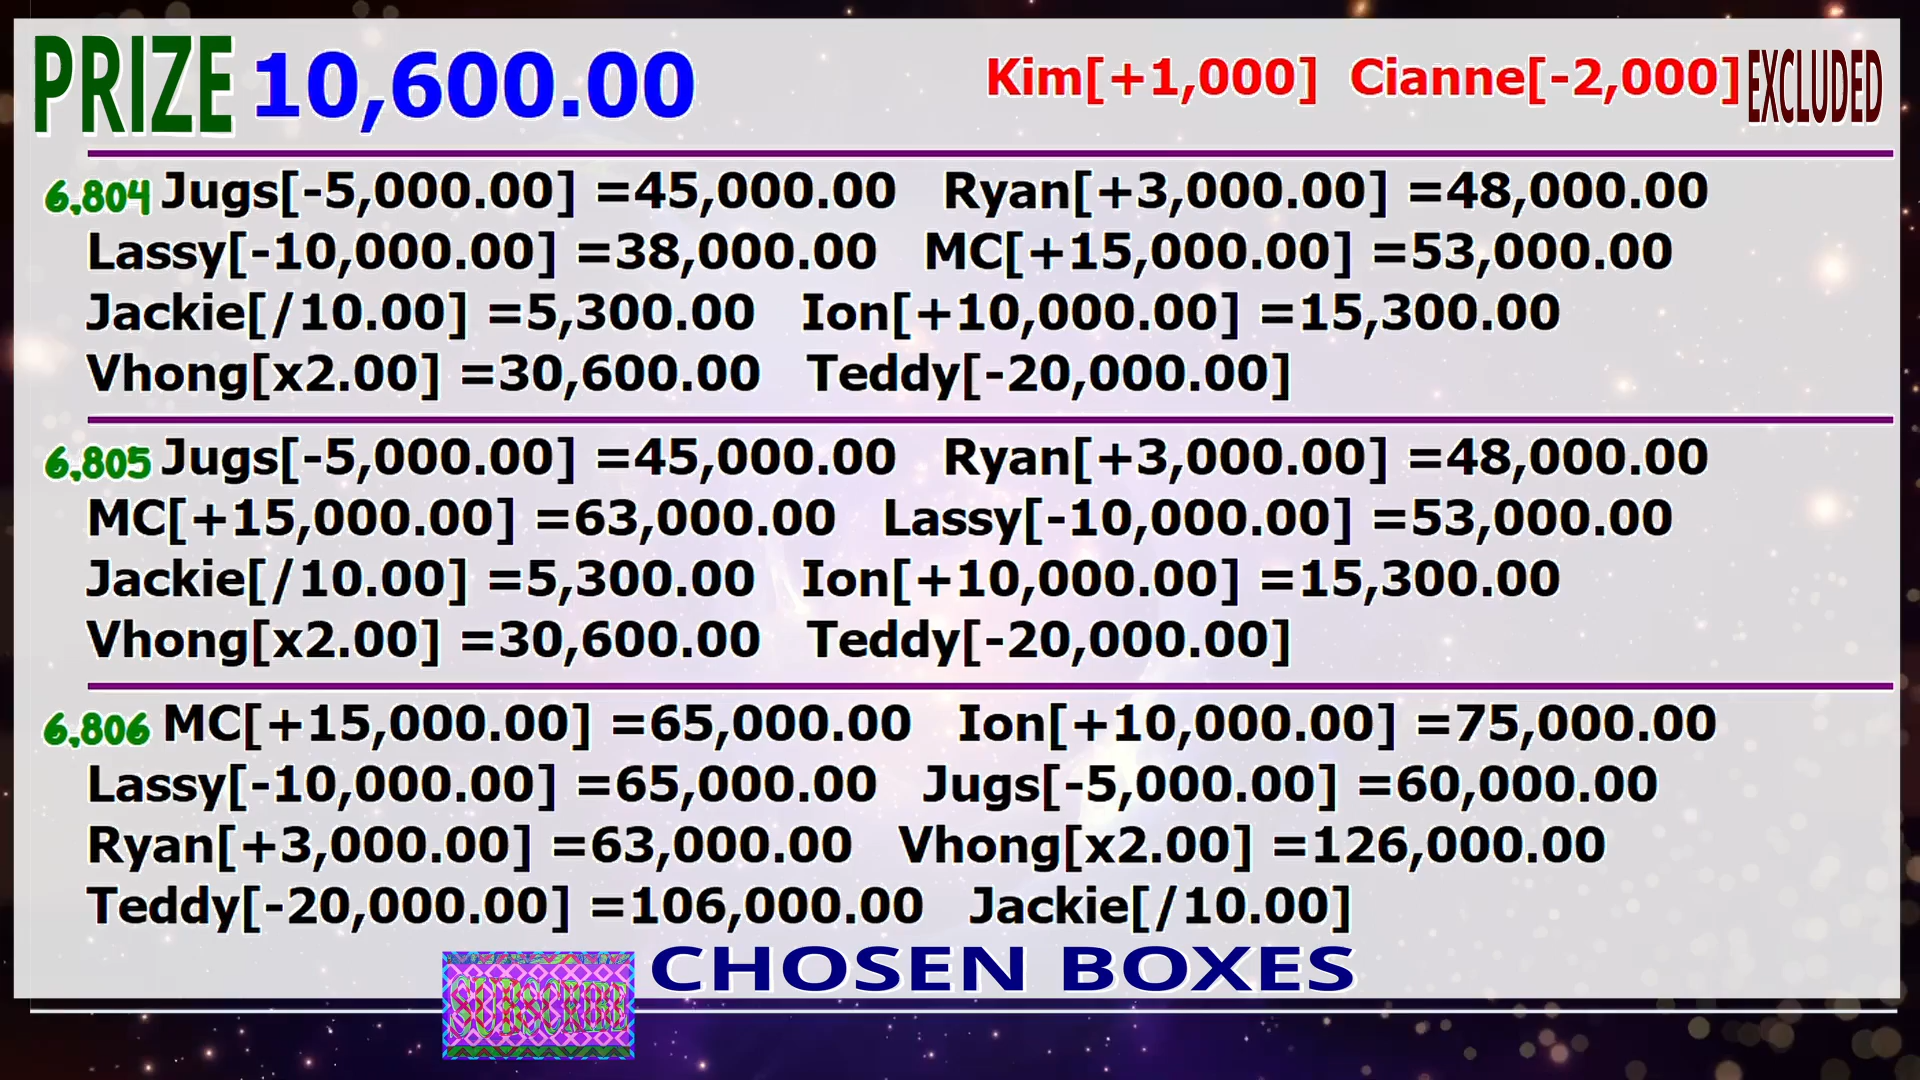 PRIZE 10,600.00 Kim[+1,000] Cianne[-2,000] EXCLUDED
6,804 Jugs[-5,000.00] =45,000.00 Ryan[+3,000.00] =48,000.00
Lassy[-10,000.00] =38,000.00 MC[+15,000.00] =53,000.00
Jackie[/10.00] =5,300.00 Ion[+10,000.00] =15,300.00
Vhong[x2.00] =30,600.00 Teddy[-20,000.00]
6,805 Jugs[-5,000.00] =45,000.00 Ryan[+3,000.00] =48,000.00
MC[+15,000.00] =63,000.00 Lassy[-10,000.00] =53,000.00
Jackie[/10.00] =5,300.00 Ion[+10,000.00] =15,300.00
Vhong[x2.00] =30,600.00 Teddy[-20,000.00]
6,806 MC[+15,000.00] =65,000.00 Ion[+10,000.00] =75,000.00
Lassy[-10,000.00] =65,000.00 Jugs[-5,000.00] =60,000.00
Ryan[+3,000.00] =63,000.00 Vhong[x2.00] =126,000.00
Teddy[-20,000.00] =106,000.00 Jackie[/10.00]
CHOSEN BOXES
SUBSCRIBE